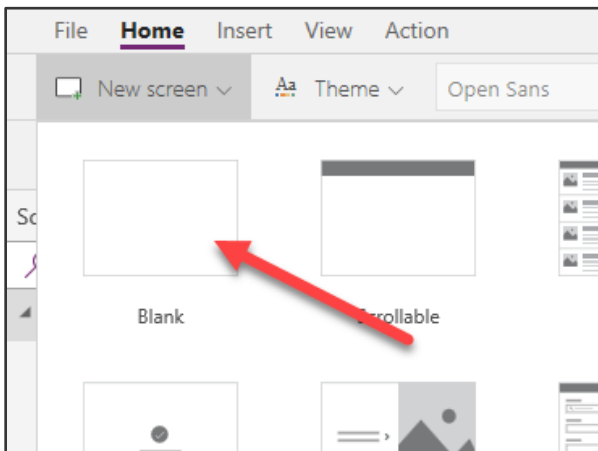 File Home Insert View Action
New screen Theme Open Sans
Sc
Blank Scrollable